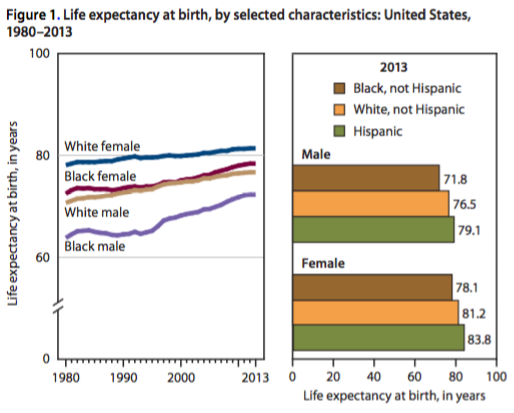 Figure 1. Life expectancy at birth, by selected characteristics: United States,
1980–2013
Life expectancy at birth, in years
100
80
60
0
White female
Black female
White male
Black male
1980 1990 2000 2013
2013
Black, not Hispanic
White, not Hispanic
Hispanic
Male
71.8
76.5
79.1
Female
78.1
81.2
83.8
0 20 40 60 80 100
Life expectancy at birth, in years